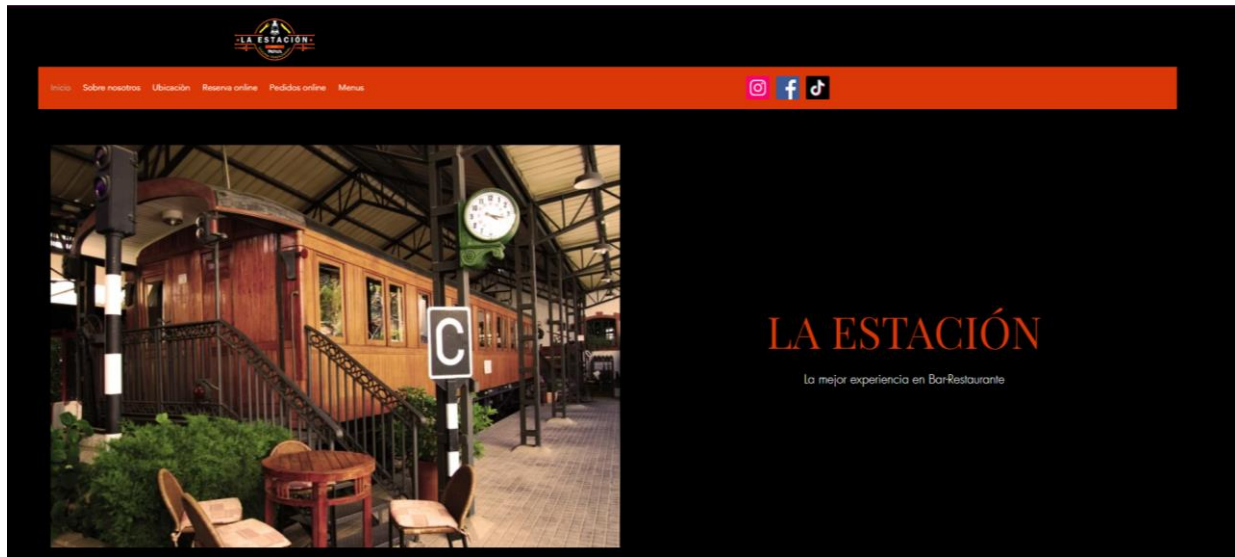 LA ESTACIÓN
Inicio Sobre nosotros Ubicación Reserva online Pedidos online Menus
C
LA ESTACIÓN
La mejor experiencia en Bar-Restaurante